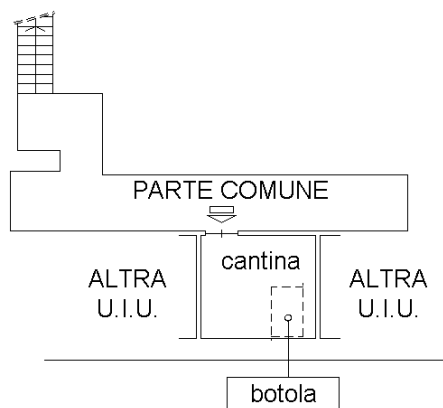 PARTE COMUNE
cantina
ALTRA
U.I.U.
ALTRA
U.I.U.
botola